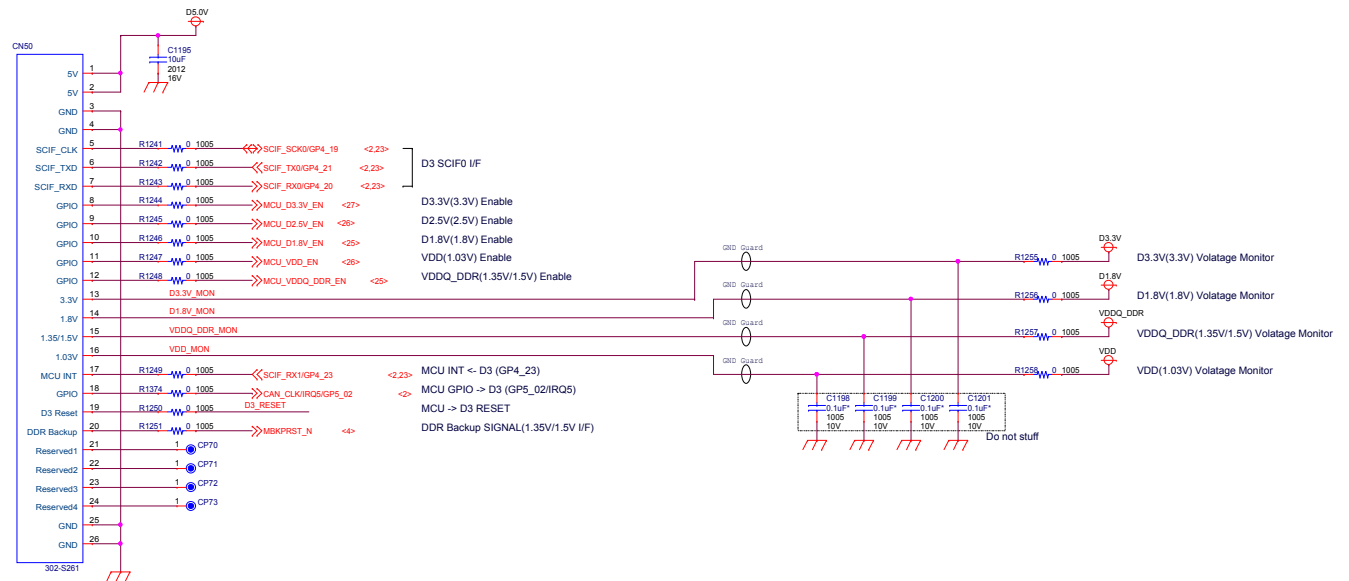 D5.0V
CN50
C1195
10uF
2012
16V
5V 1
5V 2
GND 3
GND 4
SCIF_CLK 5 R1241 0 1005 SCIF_SCK0/GP4_19 <2,23>
SCIF_TXD 6 R1242 0 1005 SCIF_TX0/GP4_21 <2,23>
D3 SCIF0 I/F
SCIF_RXD 7 R1243 0 1005 SCIF_RX0/GP4_20 <2,23>
GPIO 8 R1244 0 1005 MCU_D3.3V_EN <27> D3.3V(3.3V) Enable
GPIO 9 R1245 0 1005 MCU_D2.5V_EN <26> D2.5V(2.5V) Enable
GPIO 10 R1246 0 1005 MCU_D1.8V_EN <25> D1.8V(1.8V) Enable
GPIO 11 R1247 0 1005 MCU_VDD_EN <26> VDD(1.03V) Enable
GPIO 12 R1248 0 1005 MCU_VDDQ_DDR_EN <25> VDDQ_DDR(1.35V/1.5V) Enable
3.3V 13 D3.3V_MON
1.8V 14 D1.8V_MON
1.35/1.5V 15 VDDQ_DDR_MON
1.03V 16 VDD_MON
GND Guard
D3.3V
R1255 0 1005 D3.3V(3.3V) Volatage Monitor
GND Guard
D1.8V
R1256 0 1005 D1.8V(1.8V) Volatage Monitor
GND Guard
VDDQ_DDR
R1257 0 1005 VDDQ_DDR(1.35V/1.5V) Volatage Monitor
GND Guard
VDD
R1258 0 1005 VDD(1.03V) Volatage Monitor
MCU INT 17 R1249 0 1005 SCIF_RX1/GP4_23 <2,23> MCU INT <- D3 (GP4_23)
GPIO 18 R1374 0 1005 CAN_CLK/IRQ5/GP5_02 <2> MCU GPIO -> D3 (GP5_02/IRQ5)
D3 Reset 19 R1250 0 1005 D3_RESET MCU -> D3 RESET
DDR Backup 20 R1251 0 1005 MBKPRST_N <4> DDR Backup SIGNAL(1.35V/1.5V I/F)
C1198 C1199 C1200 C1201
0.1uF* 0.1uF* 0.1uF* 0.1uF*
1005 1005 1005 1005
10V 10V 10V 10V
Do not stuff
Reserved1 21 1 CP70
Reserved2 22 1 CP71
Reserved3 23 1 CP72
Reserved4 24 1 CP73
GND 25
GND 26
302-S261